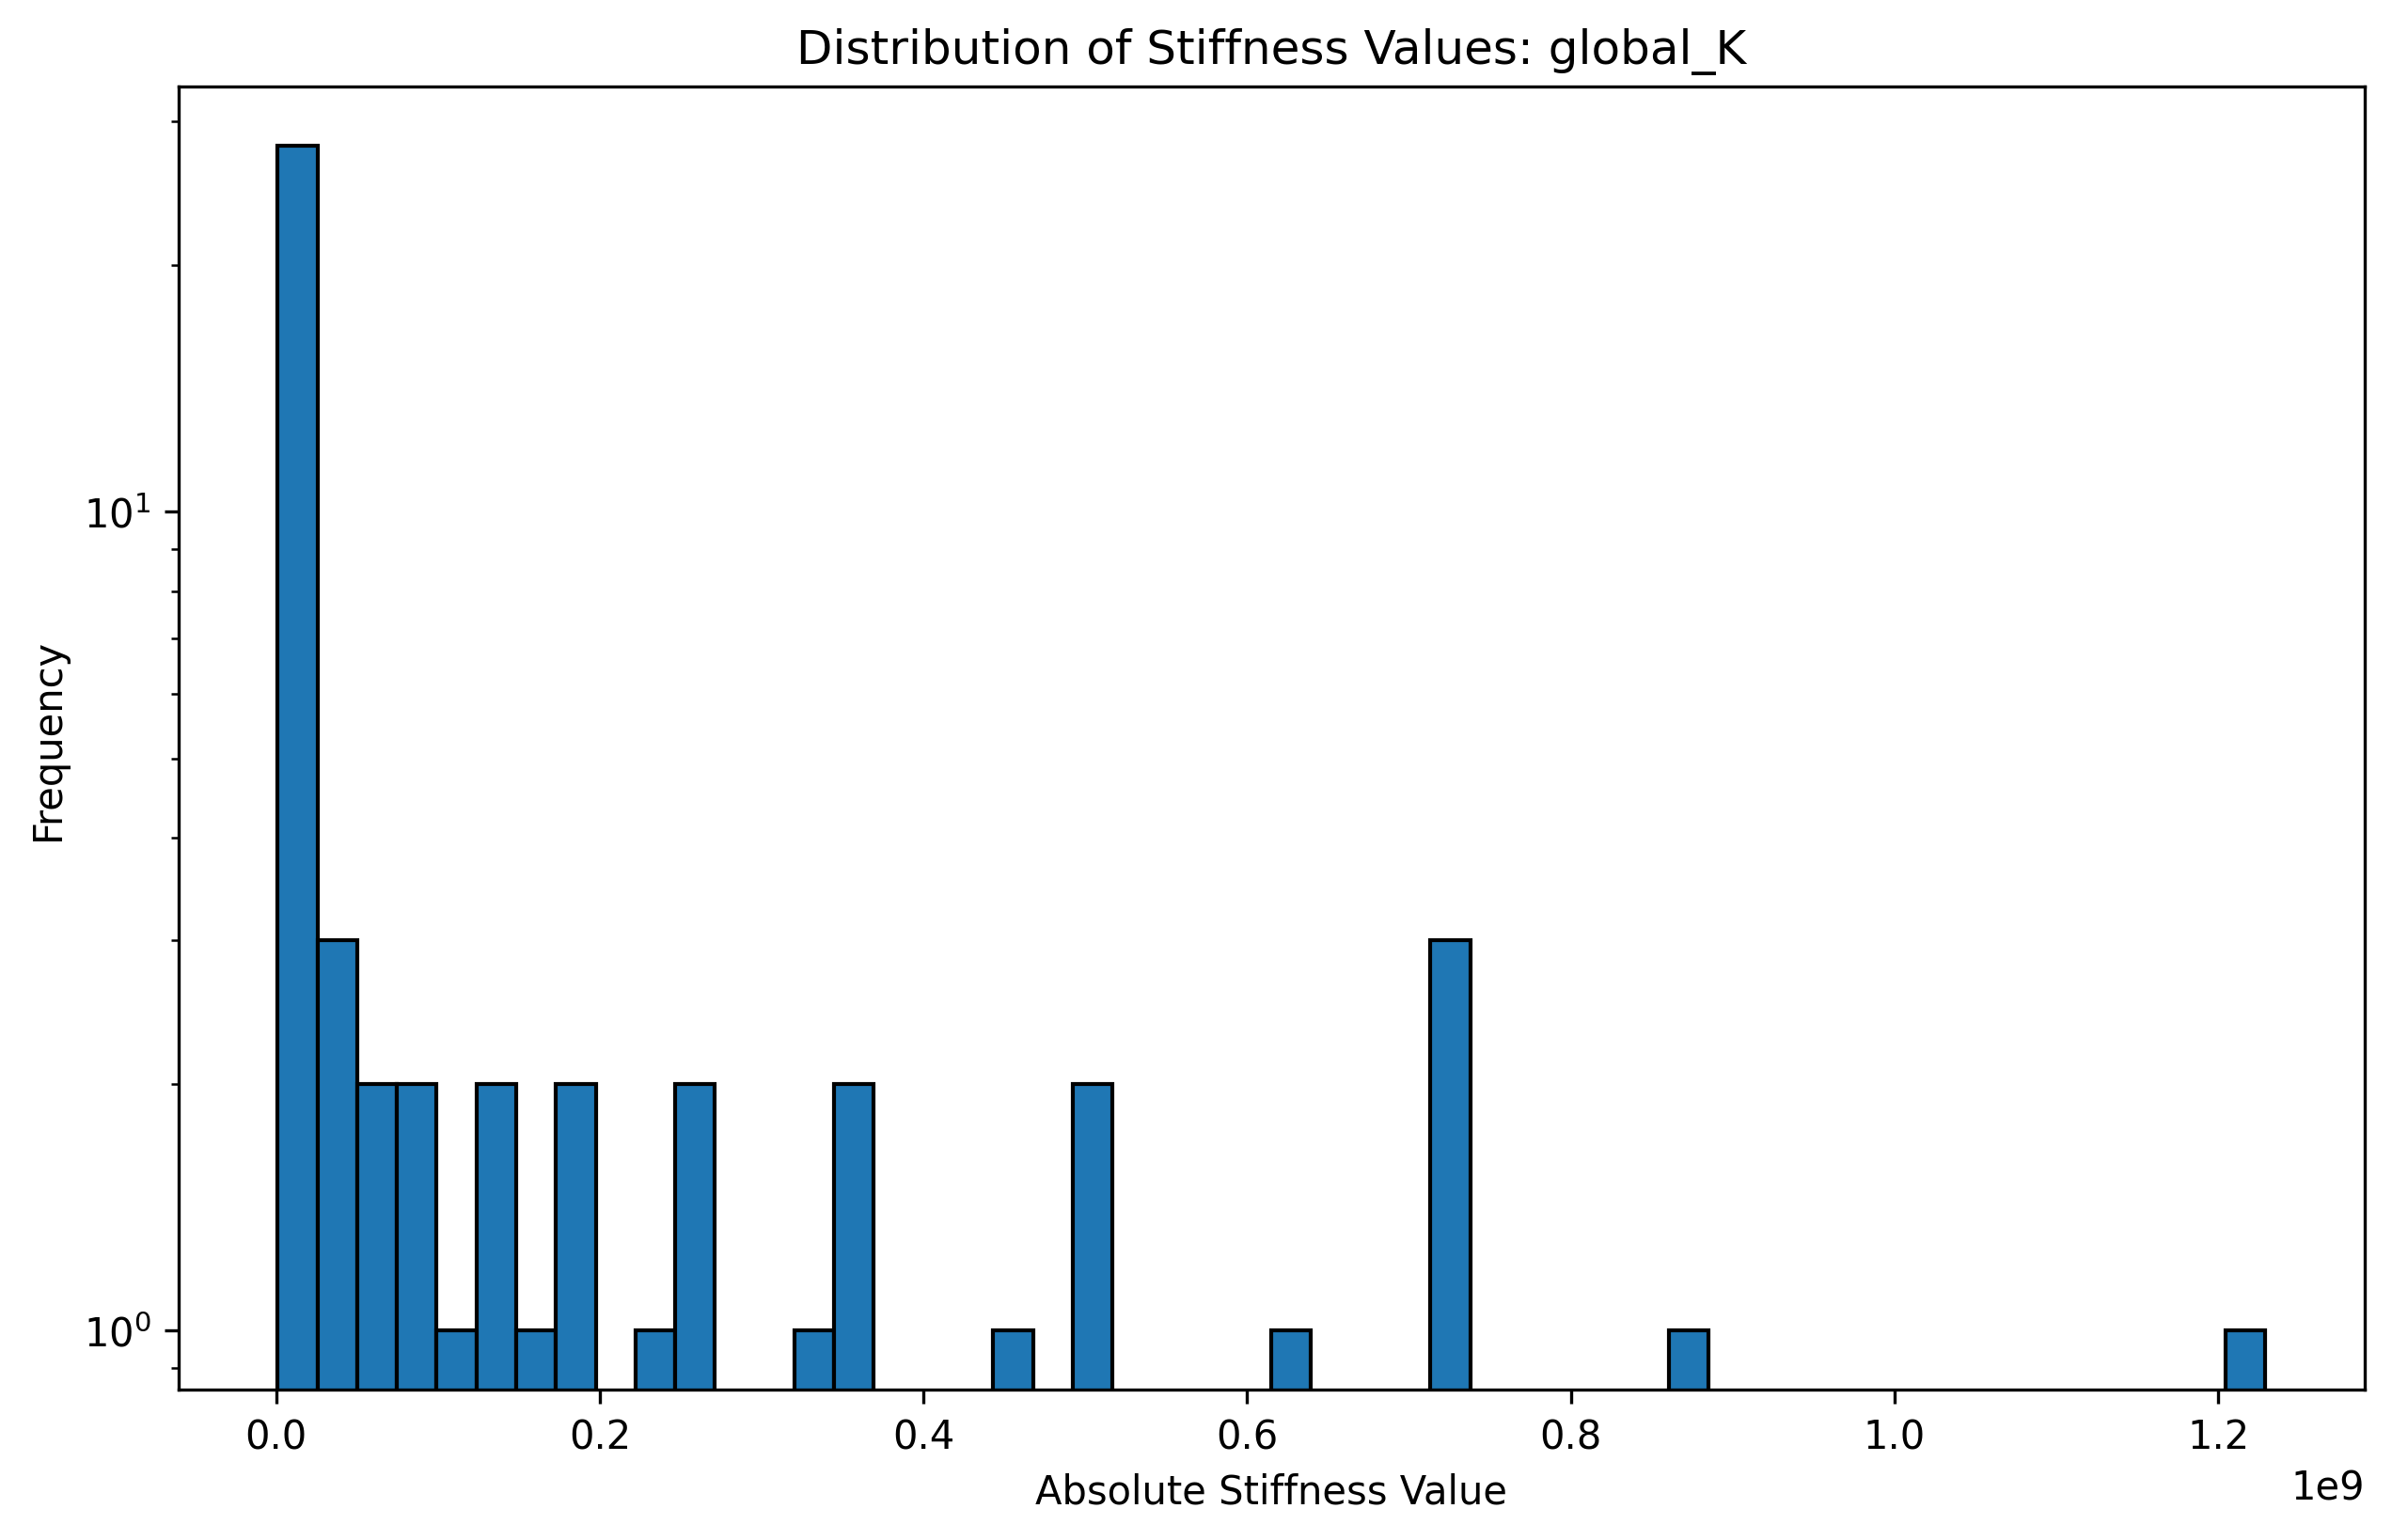 Distribution of Stiffness Values: global_K
Frequency
10¹
10⁰
0.0 0.2 0.4 0.6 0.8 1.0 1.2
1e9
Absolute Stiffness Value